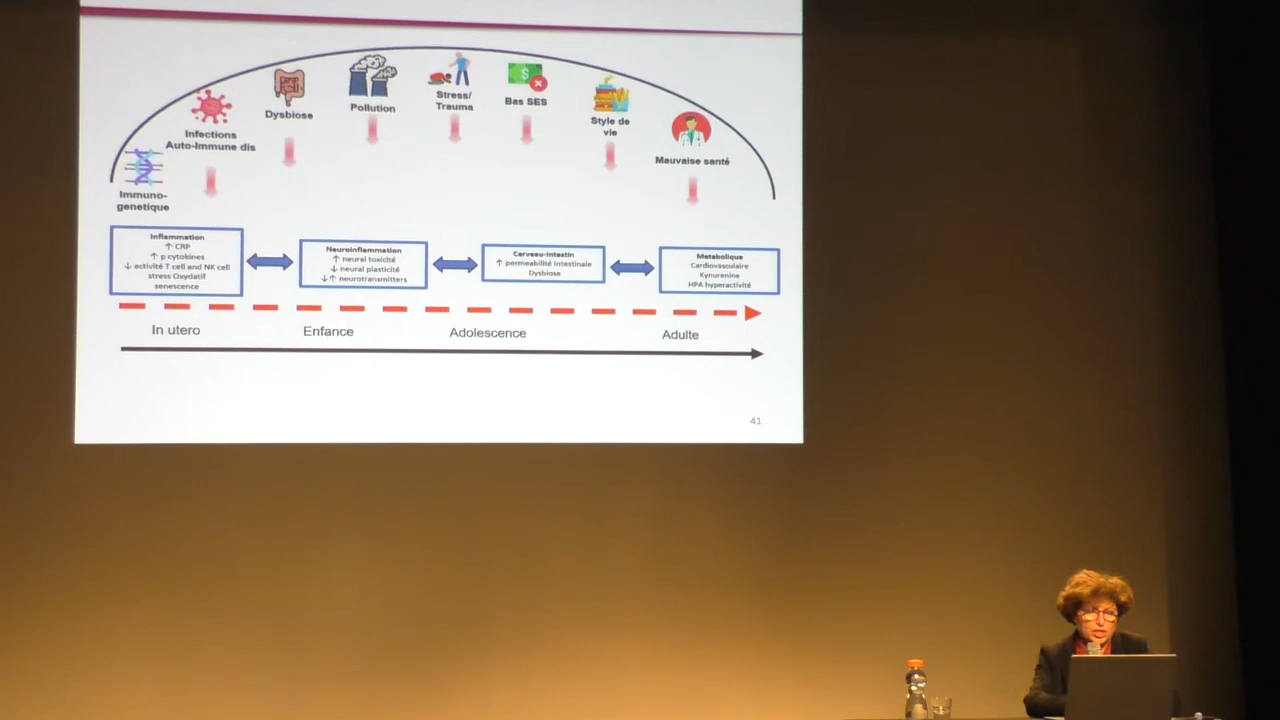 Immuno-
genetique
Infections
Auto-Immune dis
Dysbiose
Pollution
Stress/
Trauma
$
Bas SES
Style de
vie
Mauvaise santé
Inflammation
↑ CRP
↑ p cytokines
↓ activité T cell and NK cell
stress Oxydatif
senescence
Neuroinflammation
↑ neural toxicité
↓ neural plasticité
↓↑ neurotransmitters
Cerveau-Intestin
↑ permeabilité Intestinale
Dysbiose
Metabolique
Cardiovasculaire
Kynurenine
HPA hyperactivité
In utero
Enfance
Adolescence
Adulte
41